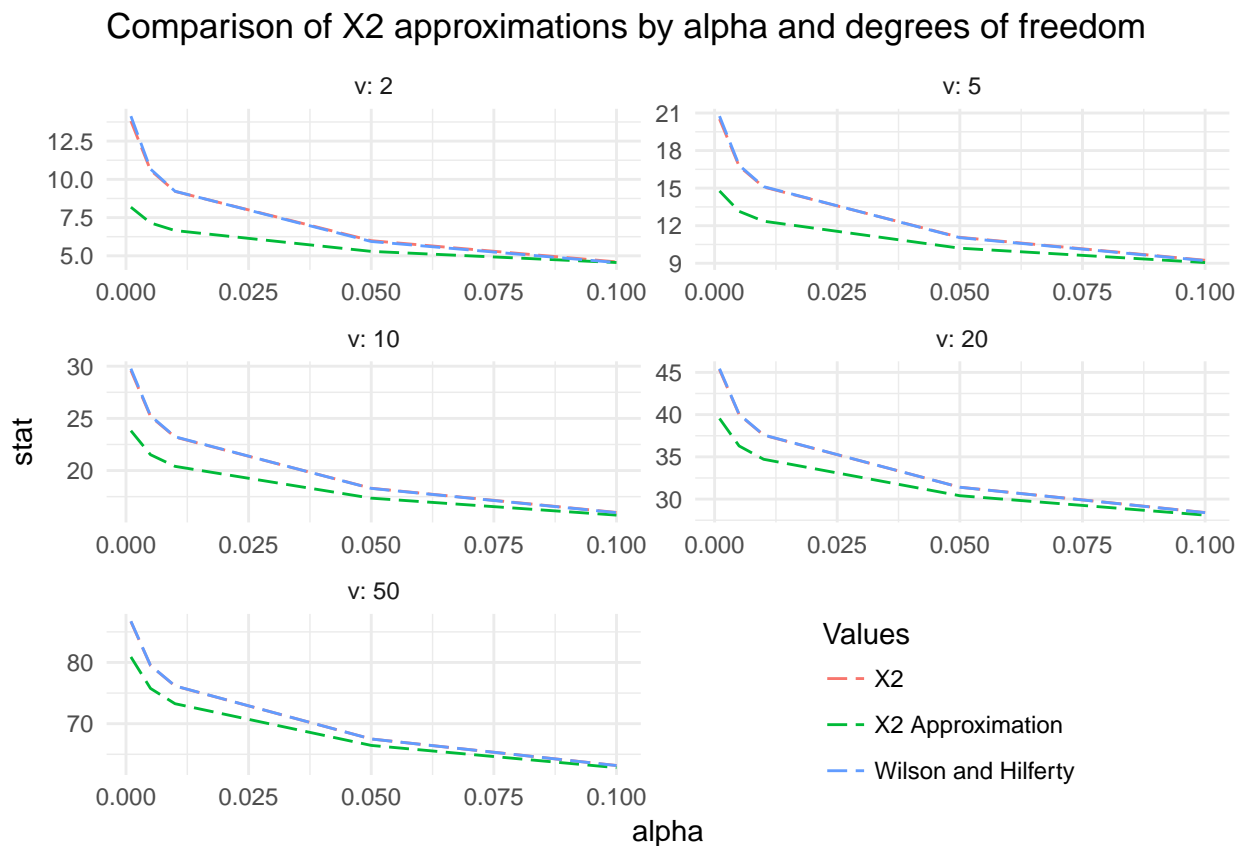 Comparison of X2 approximations by alpha and degrees of freedom
v: 2
12.5
10.0
7.5
5.0
0.000 0.025 0.050 0.075 0.100
v: 5
21
18
15
12
9
0.000 0.025 0.050 0.075 0.100
v: 10
30
25
20
0.000 0.025 0.050 0.075 0.100
v: 20
45
40
35
30
0.000 0.025 0.050 0.075 0.100
v: 50
80
70
0.000 0.025 0.050 0.075 0.100
stat
alpha
Values
X2
X2 Approximation
Wilson and Hilferty